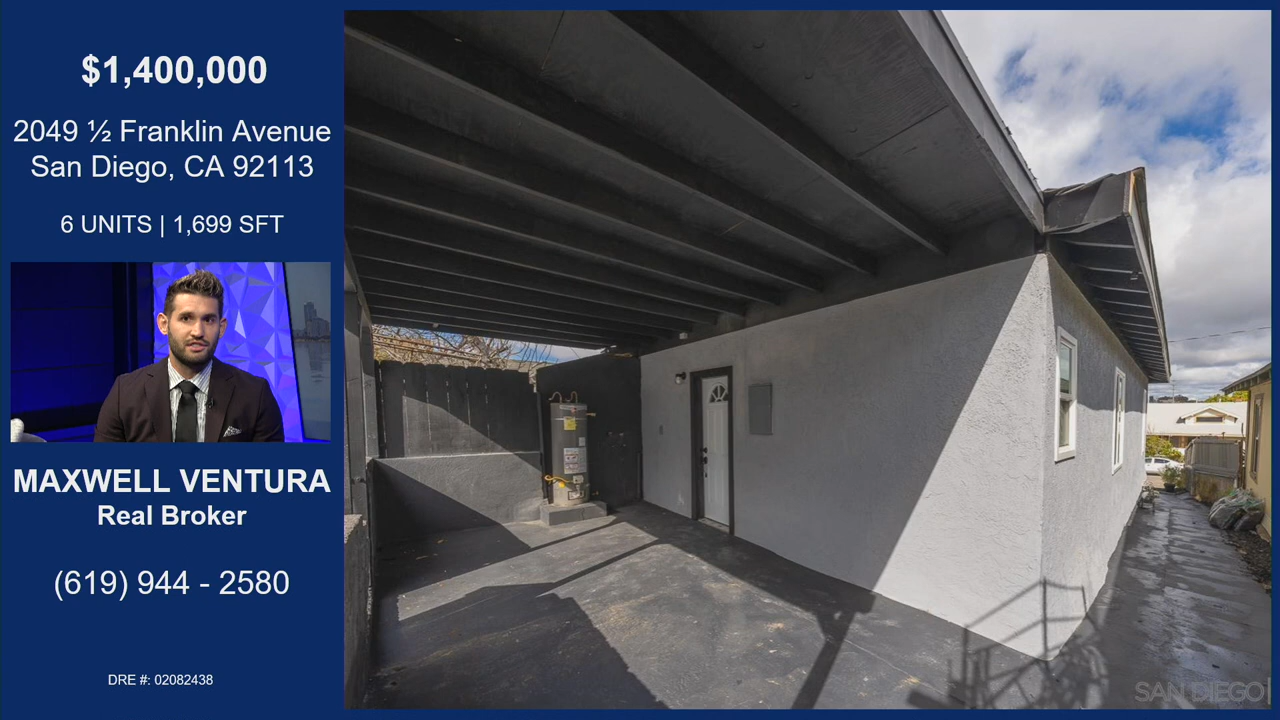 $1,400,000
2049 ½ Franklin Avenue
San Diego, CA 92113
6 UNITS | 1,699 SFT
MAXWELL VENTURA
Real Broker
(619) 944 - 2580
DRE #: 02082438
SAN DIEGO